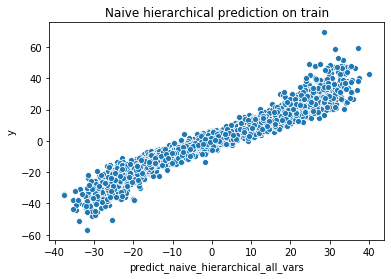 Naive hierarchical prediction on train
60
40
20
0
−20
−40
−60
y
−40 −30 −20 −10 0 10 20 30 40
predict_naive_hierarchical_all_vars